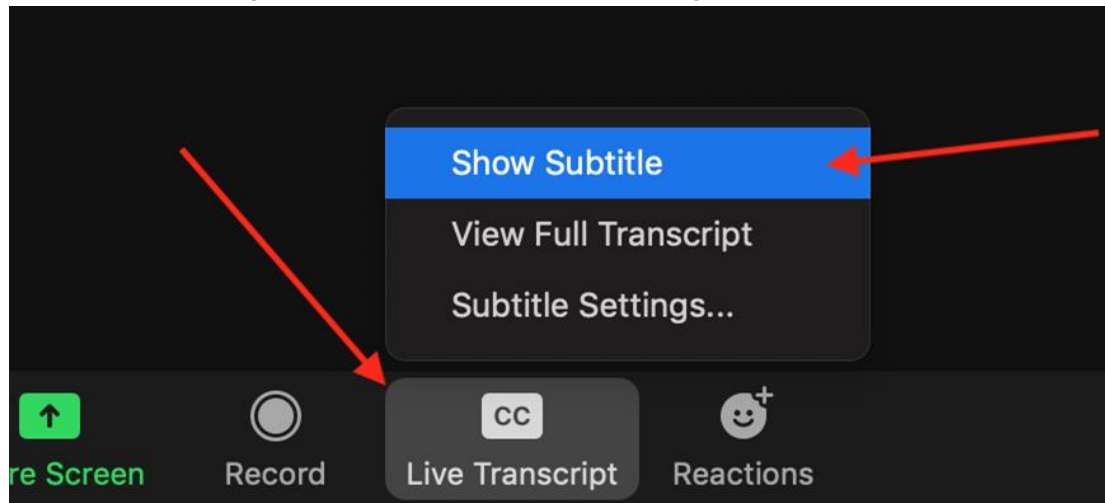 Show Subtitle
View Full Transcript
Subtitle Settings...
CC
re Screen Record Live Transcript Reactions